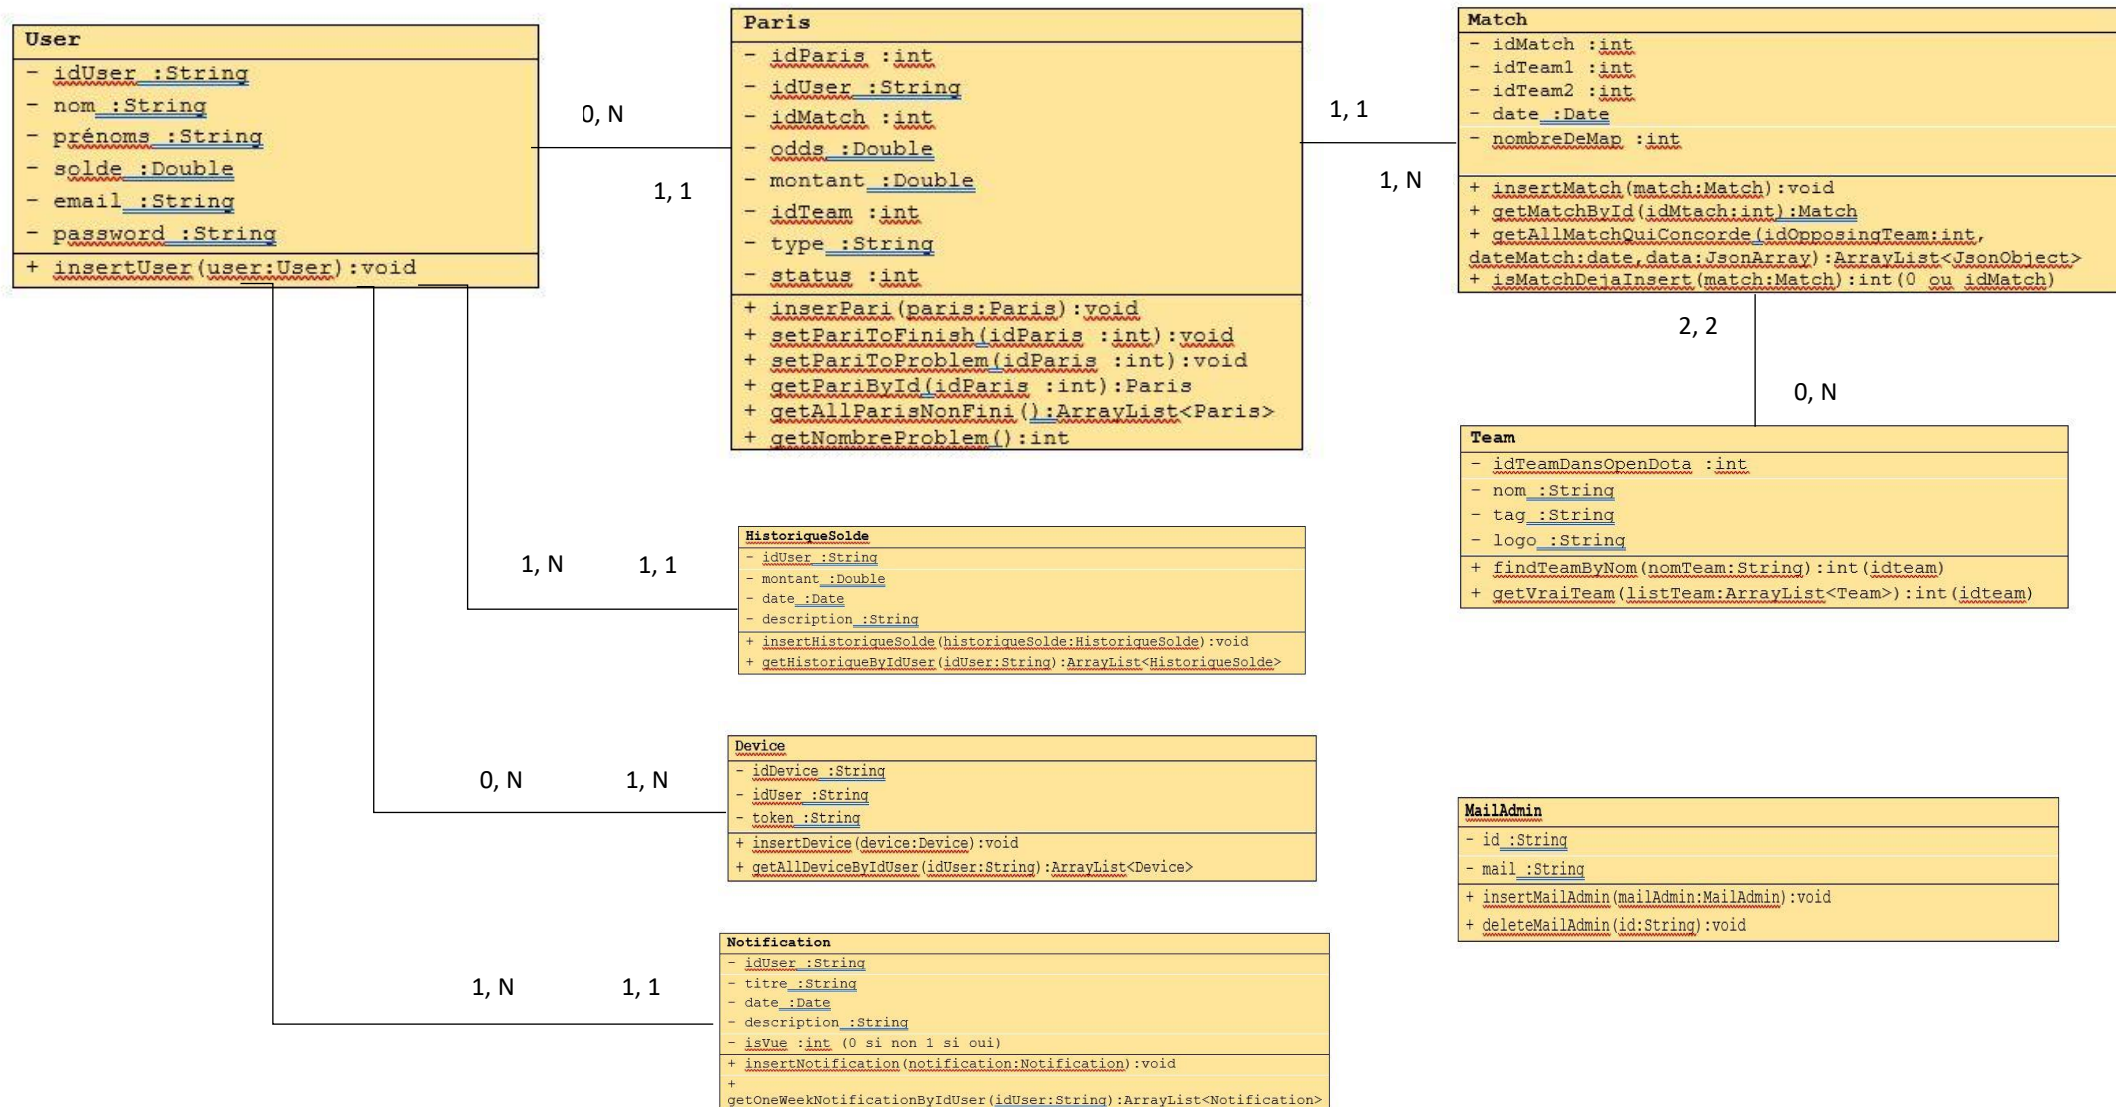 User
- idUser :String
- nom :String
- prénoms :String
- solde :Double
- email :String
- password :String
+ insertUser(user:User):void
0, N
1, 1
Paris
- idParis :int
- idUser :String
- idMatch :int
- odds :Double
- montant :Double
- idTeam :int
- type :String
- status :int
+ inserPari(paris:Paris):void
+ setPariToFinish(idParis :int):void
+ setPariToProblem(idParis :int):void
+ getPariById(idParis :int):Paris
+ getAllParisNonFini():ArrayList<Paris>
+ getNombreProblem():int
1, 1
1, N
Match
- idMatch :int
- idTeam1 :int
- idTeam2 :int
- date :Date
- nombreDeMap :int
+ insertMatch(match:Match):void
+ getMatchById(idMtach:int):Match
+ getAllMatchQuiConcorde(idOpposingTeam:int,
dateMatch:date,data:JsonArray):ArrayList<JsonObject>
+ isMatchDejaInsert(match:Match):int(0 ou idMatch)
2, 2
0, N
Team
- idTeamDansOpenDota :int
- nom :String
- tag :String
- logo :String
+ findTeamByNom(nomTeam:String):int(idteam)
+ getVraiTeam(listTeam:ArrayList<Team>):int(idteam)
1, N
1, 1
HistoriqueSolde
- idUser :String
- montant :Double
- date :Date
- description :String
+ insertHistoriqueSolde(historiqueSolde:HistoriqueSolde):void
+ getHistoriqueByIdUser(idUser:String):ArrayList<HistoriqueSolde>
0, N
1, N
Device
- idDevice :String
- idUser :String
- token :String
+ insertDevice(device:Device):void
+ getAllDeviceByIdUser(idUser:String):ArrayList<Device>
MailAdmin
- id :String
- mail :String
+ insertMailAdmin(mailAdmin:MailAdmin):void
+ deleteMailAdmin(id:String):void
1, N
1, 1
Notification
- idUser :String
- titre :String
- date :Date
- description :String
- isVue :int (0 si non 1 si oui)
+ insertNotification(notification:Notification):void
+
getOneWeekNotificationByIdUser(idUser:String):ArrayList<Notification>